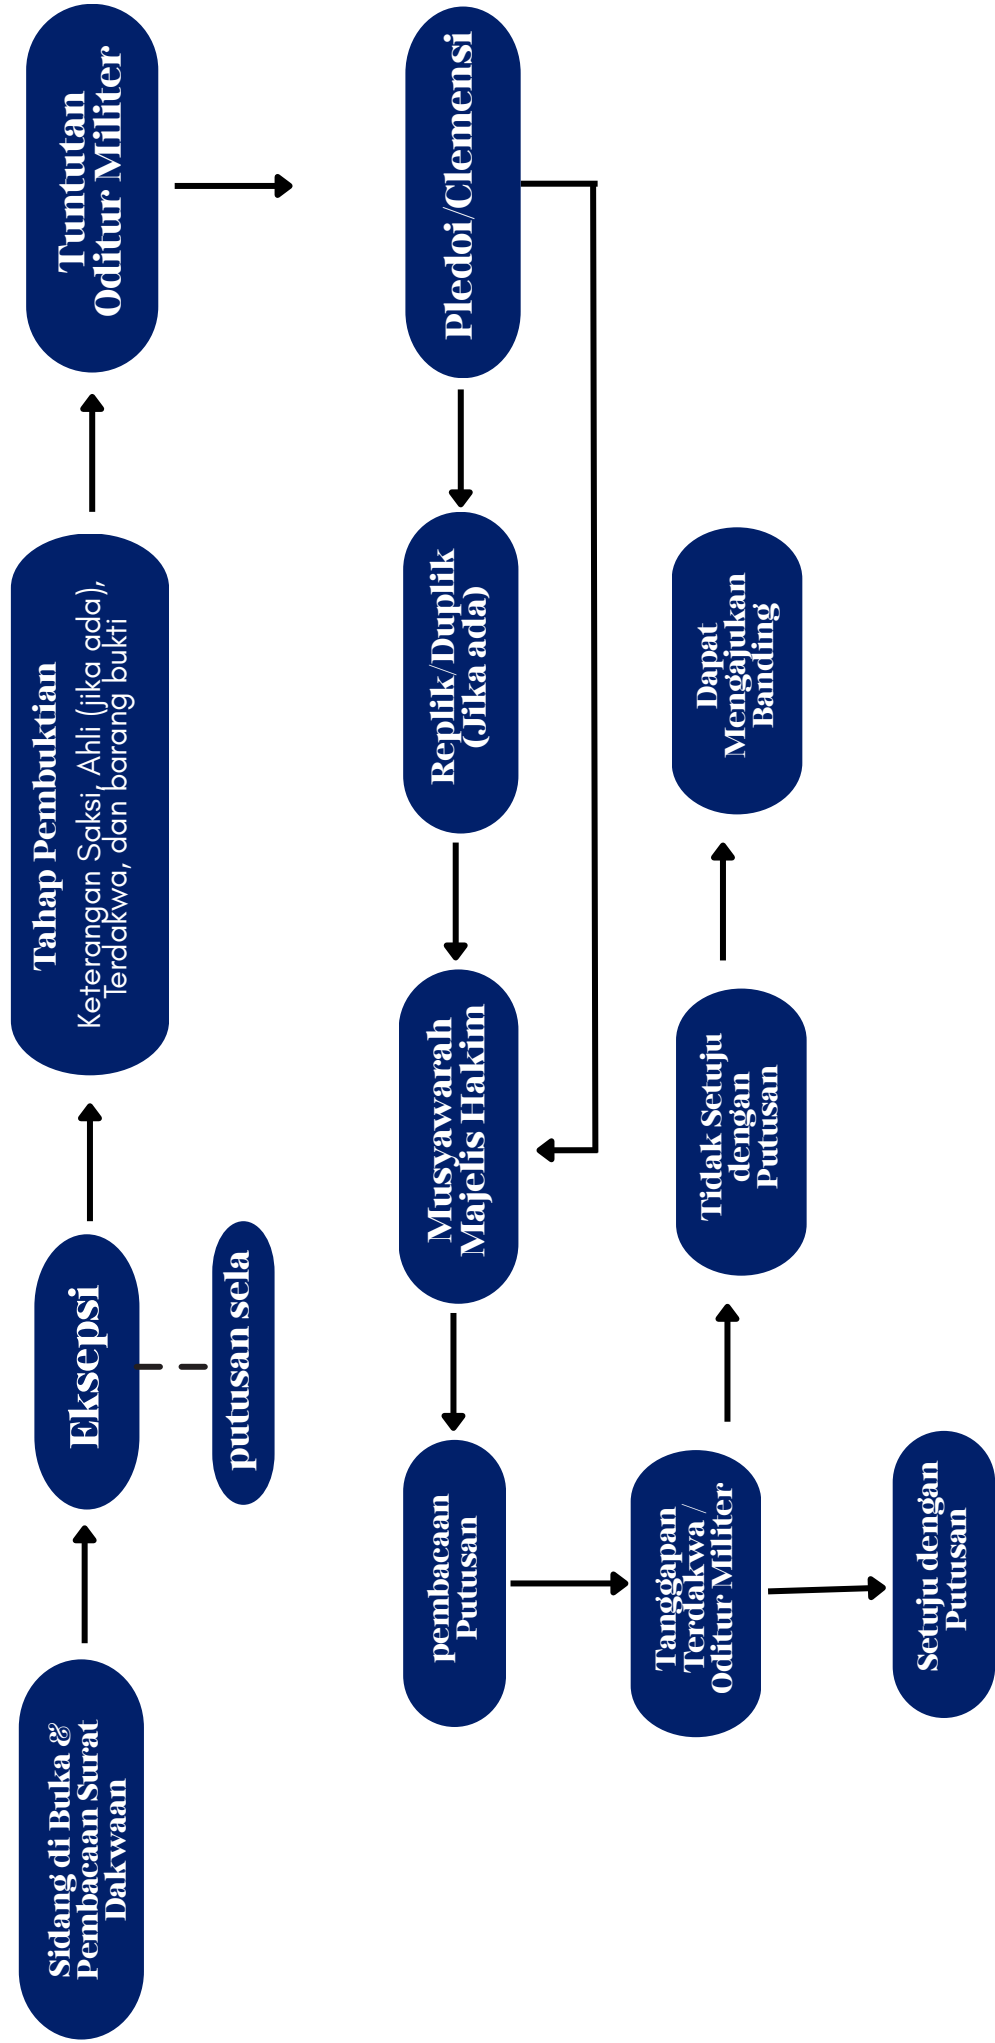 Sidang di Buka &
Pembacaan Surat
Dakwaan
Eksepsi
putusan sela
Tahap Pembuktian
Keterangan Saksi, Ahli (jika ada),
Terdakwa, dan barang bukti
Tuntutan
Oditur Militer
Pledoi/Clemensi
Replik/Duplik
(Jika ada)
Musyawarah
Majelis Hakim
pembacaan
Putusan
Tanggapan
Terdakwa/
Oditur Militer
Tidak Setuju
dengan
Putusan
Dapat
Mengajukan
Banding
Setuju dengan
Putusan